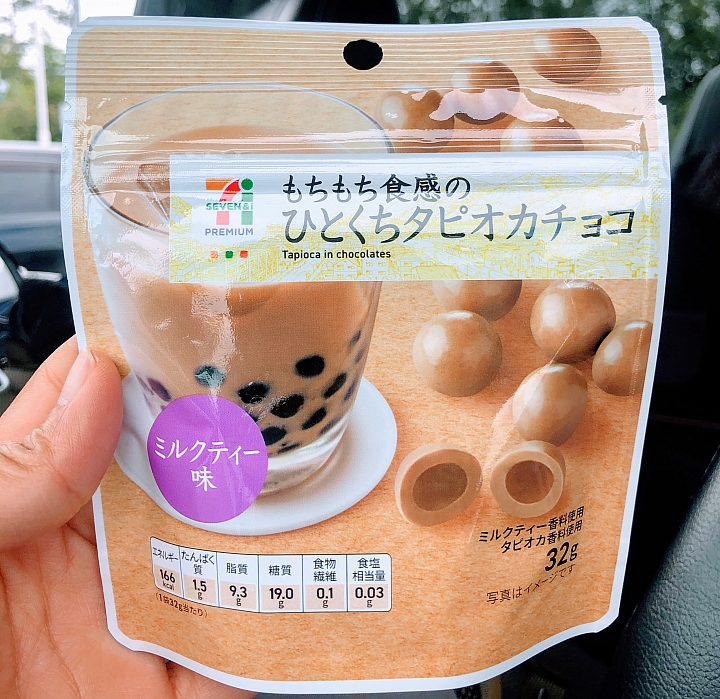 もちもち食感の
ひとくちタピオカチョコ
Tapioca in chocolates
7i
SEVEN&i
PREMIUM
ミルクティー
味
ミルクティー香料使用
タピオカ香料使用
32g
写真はイメージです
エネルギー 166 kcal
たんぱく質 1.5 g
脂質 9.3 g
糖質 19.0 g
食物繊維 0.1 g
食塩相当量 0.03 g
(1袋32g当たり)